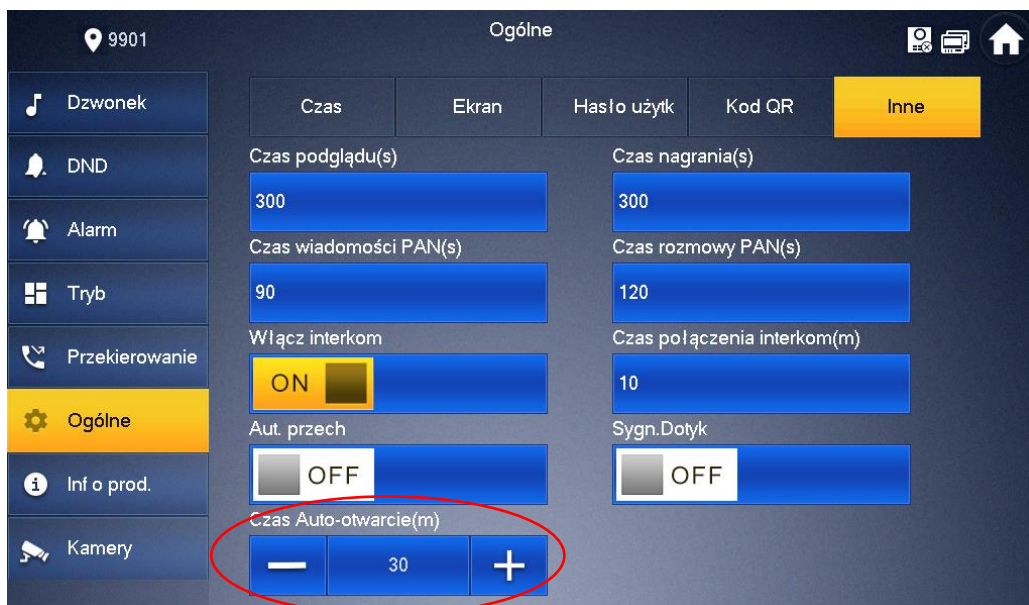 9901
Ogólne
Dzwonek
DND
Alarm
Tryb
Przekierowanie
Ogólne
Inf o prod.
Kamery
Czas
Ekran
Hasło użytk
Kod QR
Inne
Czas podglądu(s)
300
Czas nagrania(s)
300
Czas wiadomości PAN(s)
90
Czas rozmowy PAN(s)
120
Włącz interkom
ON
Czas połączenia interkom(m)
10
Aut. przech
OFF
Sygn.Dotyk
OFF
Czas Auto-otwarcie(m)
30